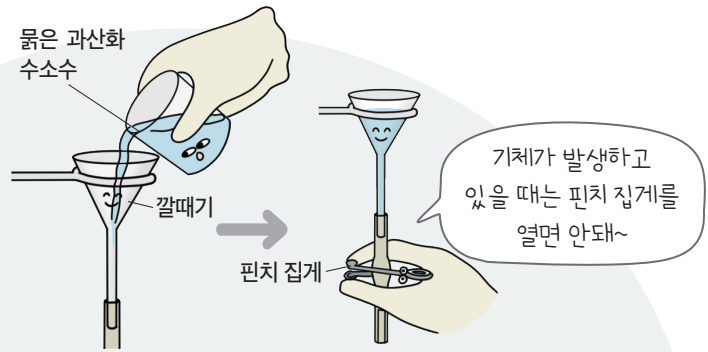 묽은 과산화
수소수
깔때기
핀치 집게
기체가 발생하고
있을 때는 핀치 집게를
열면 안돼~